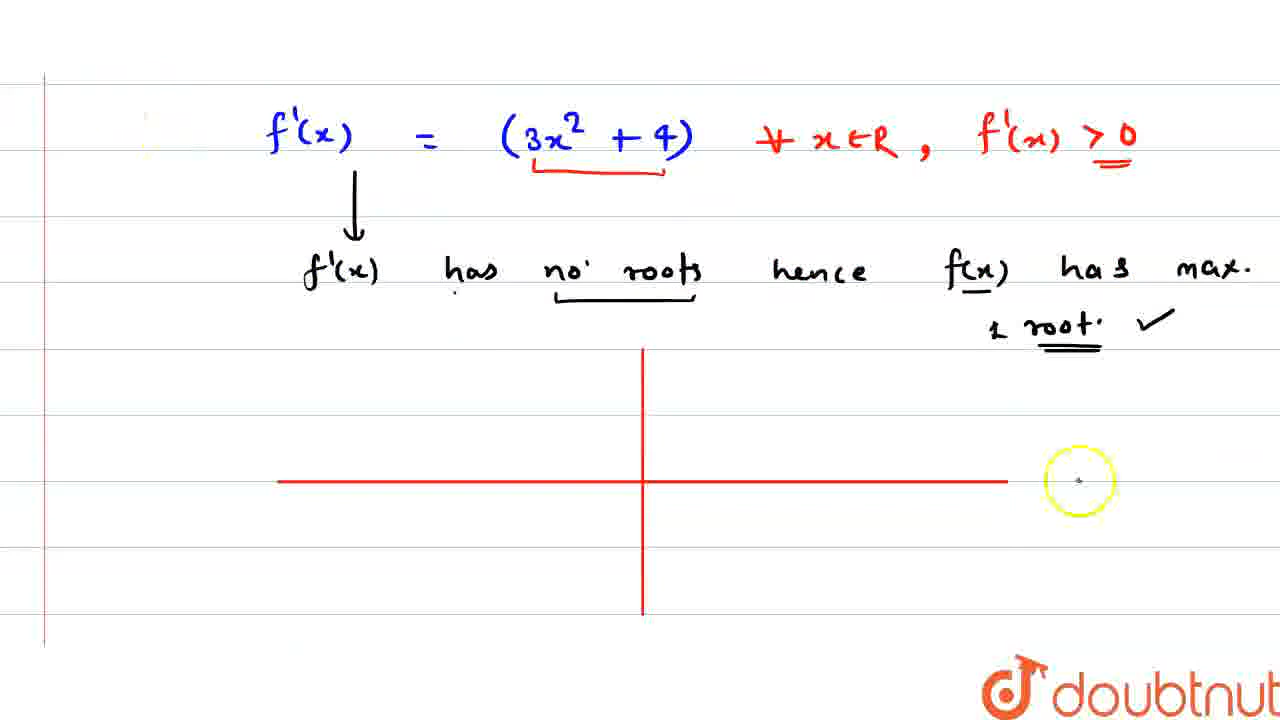 f'(x) = (3x² + 4) ∀ x ∈ R, f'(x) > 0
f'(x) has no roots hence f(x) has max.
1 root. ✓
doubtnut